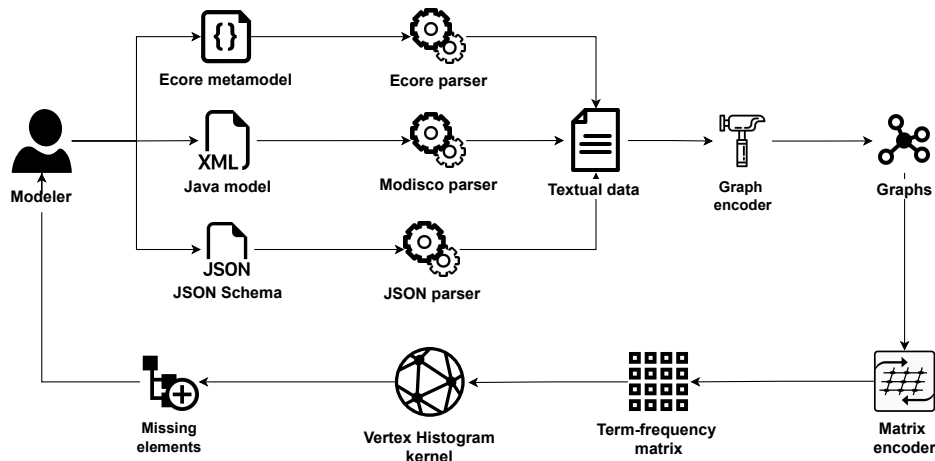 {}
Ecore metamodel
Ecore parser
XML
Java model
Modisco parser
Textual data
Graph
encoder
Graphs
Modeler
JSON
JSON Schema
JSON parser
Missing
elements
Vertex Histogram
kernel
Term-frequency
matrix
Matrix
encoder